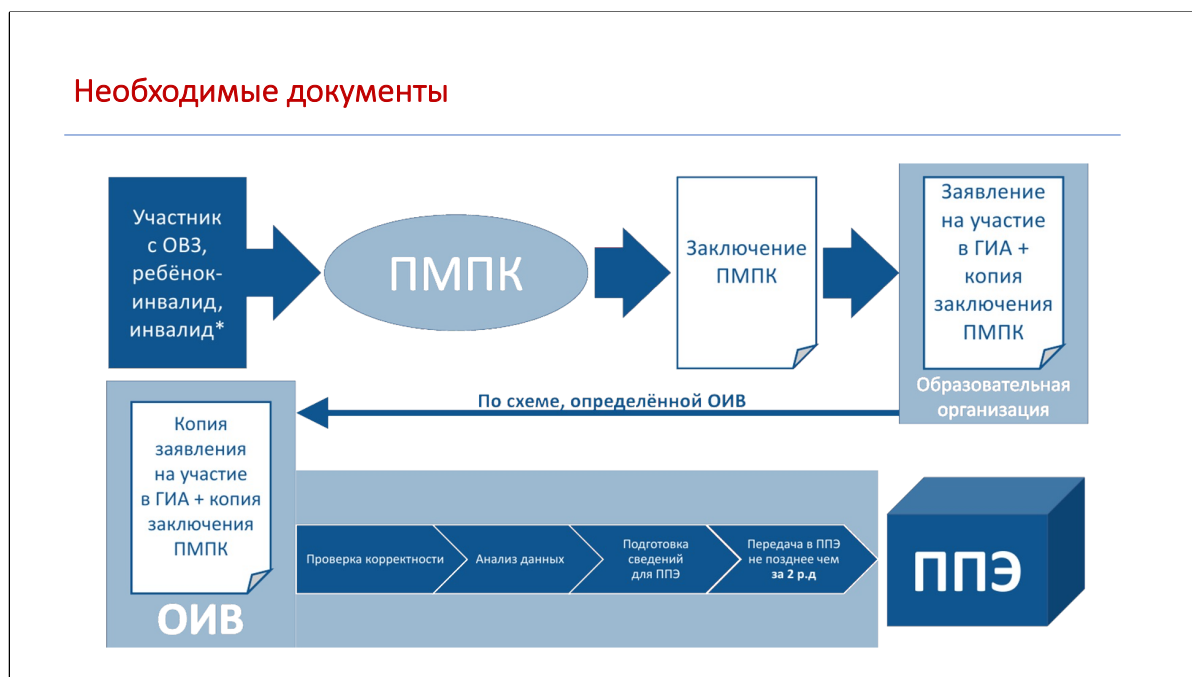 Необходимые документы
Участник
с ОВЗ,
ребёнок-
инвалид,
инвалид*
ПМПК
Заключение
ПМПК
Заявление
на участие
в ГИА +
копия
заключения
ПМПК
Образовательная
организация
По схеме, определённой ОИВ
Копия
заявления
на участие
в ГИА + копия
заключения
ПМПК
ОИВ
Проверка корректности
Анализ данных
Подготовка
сведений
для ППЭ
Передача в ППЭ
не позднее чем
за 2 р.д
ППЭ